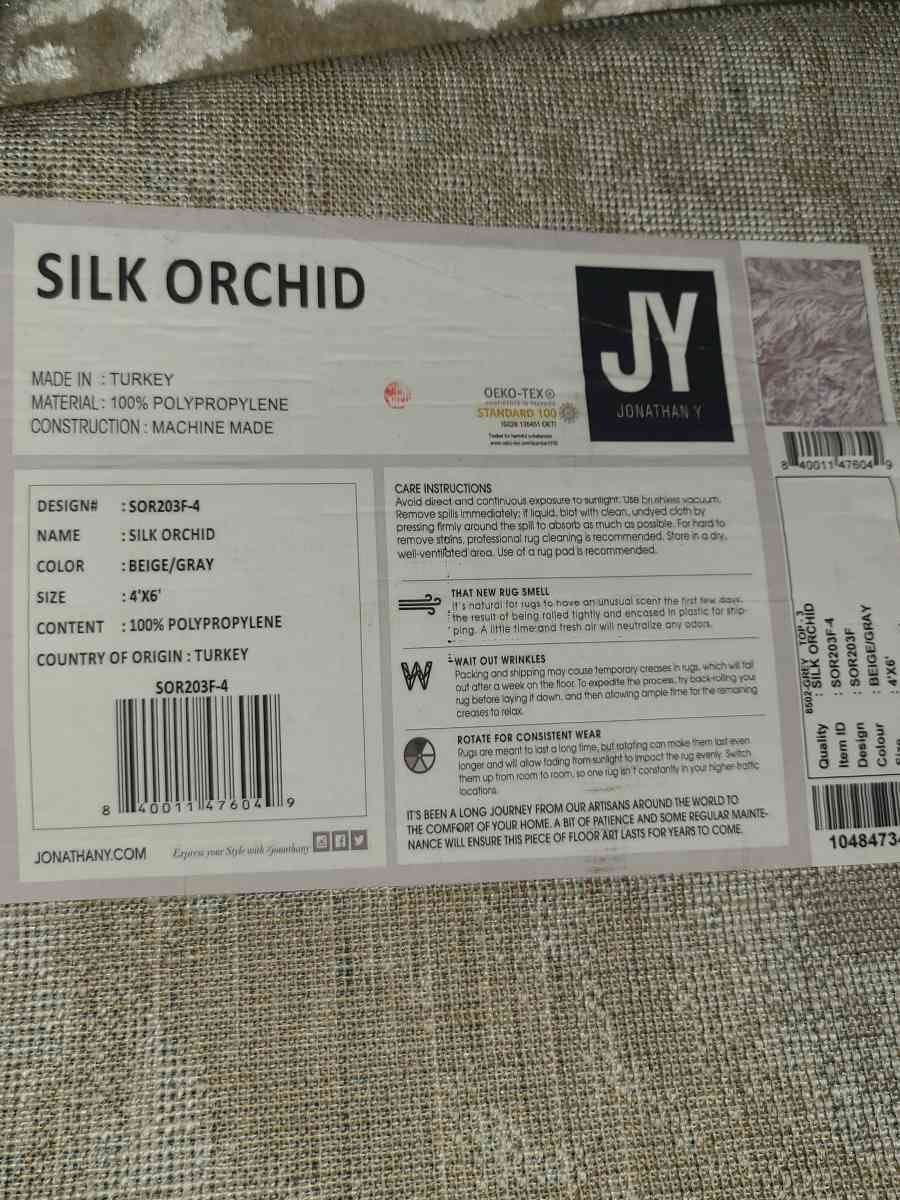 SILK ORCHID
MADE IN : TURKEY
MATERIAL: 100% POLYPROPYLENE
CONSTRUCTION : MACHINE MADE
OEKO-TEX®
CONFIDENCE IN TEXTILES
STANDARD 100
Tested for harmful substances
JY
JONATHAN Y
DESIGN# : SOR203F-4
NAME : SILK ORCHID
COLOR : BEIGE/GRAY
SIZE : 4'X6'
CONTENT : 100% POLYPROPYLENE
COUNTRY OF ORIGIN : TURKEY
SOR203F-4
8 40011 47604 9
JONATHANY.COM
Express your Style with #jonathany
CARE INSTRUCTIONS
Avoid direct and continuous exposure to sunlight. Use brushless vacuum.
Remove spills immediately; if liquid, blot with clean, undyed cloth by
pressing firmly around the spill to absorb as much as possible. For hard to
remove stains, professional rug cleaning is recommended. Store in a dry,
well-ventilated area. Use of a rug pad is recommended.
THAT NEW RUG SMELL
It's natural for rugs to have an unusual scent the first few days,
the result of being rolled tightly and encased in plastic for ship-
ping. A little time and fresh air will neutralize any odors.
W
WAIT OUT WRINKLES
Packing and shipping may cause temporary creases in rugs, which will fall
out after a week on the floor. To expedite the process, try back-rolling your
rug before laying it down, and then allowing ample time for the remaining
creases to relax.
ROTATE FOR CONSISTENT WEAR
Rugs are meant to last a long time, but rotating can make them last even
longer and will allow fading from sunlight to impact the rug evenly. Switch
them up from room to room, so one rug isn't constantly in your higher-traffic
locations.
IT'S BEEN A LONG JOURNEY FROM OUR ARTISANS AROUND THE WORLD TO
THE COMFORT OF YOUR HOME. A BIT OF PATIENCE AND SOME REGULAR MAINTE-
NANCE WILL ENSURE THIS PIECE OF FLOOR ART LASTS FOR YEARS TO COME.
8 40011 47604 9
8502-GREY TOP - 3
Quality : SILK ORCHID
Item ID : SOR203F-4
Design : SOR203F
Colour : BEIGE/GRAY
: 4'X6'
1048473